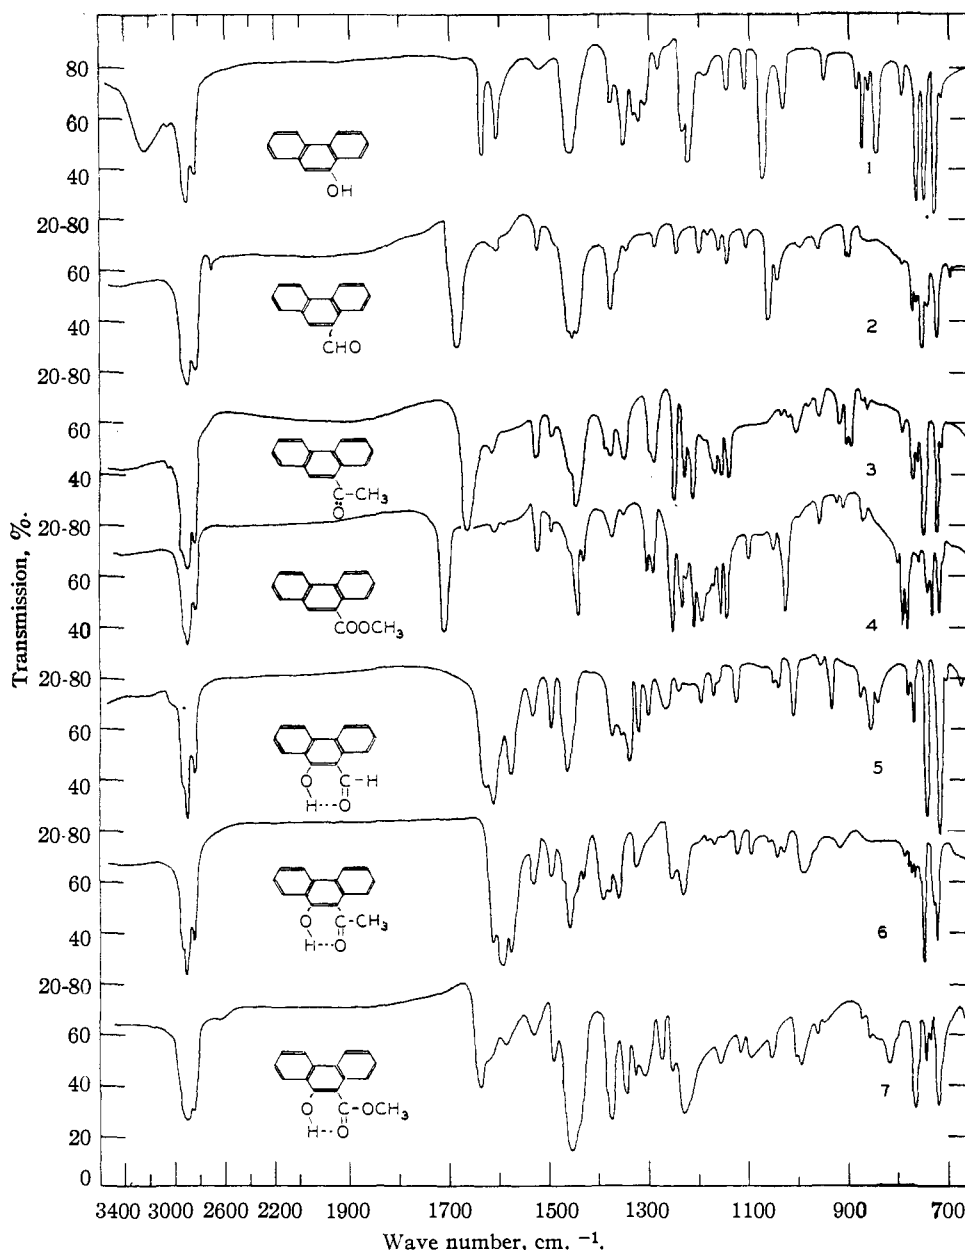 Transmission, %.
80
60
40
20-80
60
40
20-80
60
40
20-80
60
40
20-80
60
40
20-80
60
40
20-80
60
40
20
0
OH
1
CHO
2
C-CH3
O
3
COOCH3
4
O C-H
H---O
5
O C-CH3
H---O
6
O C-OCH3
H---O
7
3400 3000 2600 2200 1900 1700 1500 1300 1100 900 700
Wave number, cm. -1.